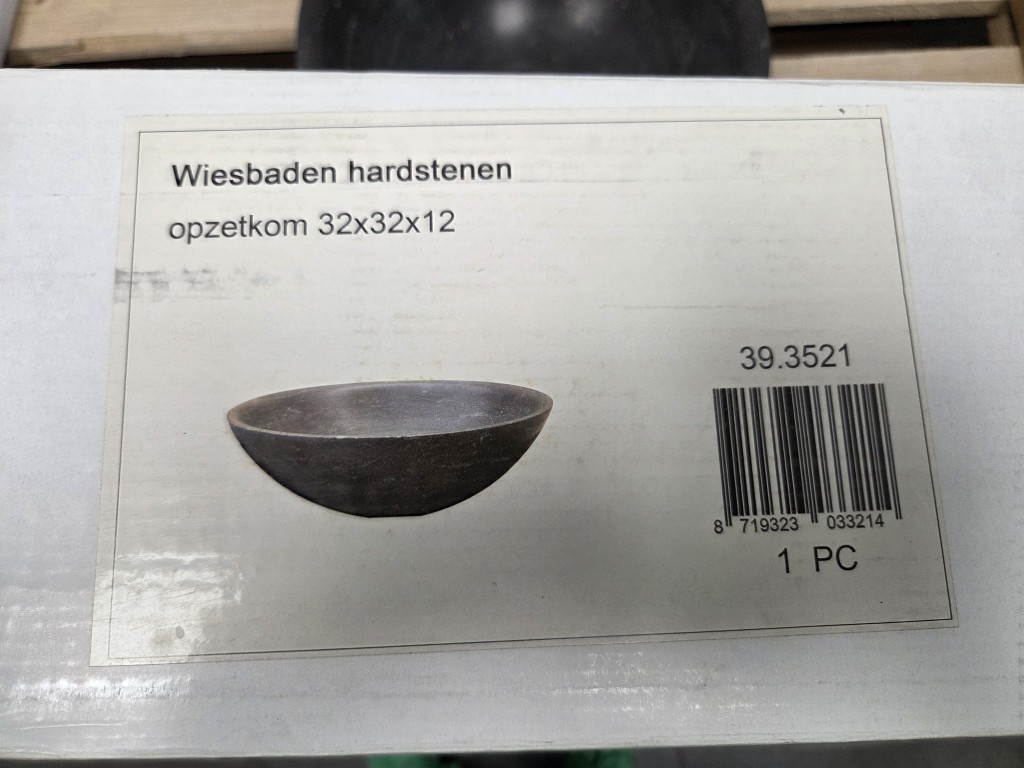 Wiesbaden hardstenen
opzetkom 32x32x12
39.3521
8 719323 033214
1 PC